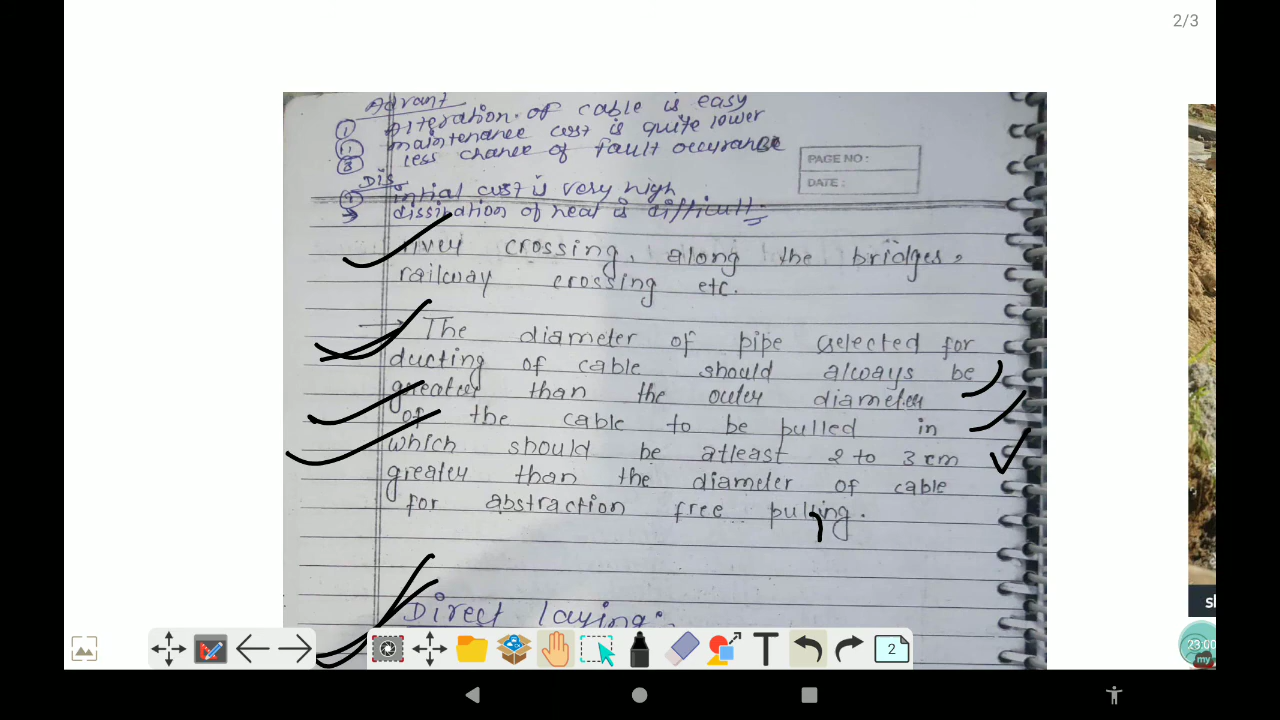 2/3
Advant
① Alteration of cable is easy
maintenance cost is quite lower
less chance of fault occurance
PAGE NO :
DATE :
Dis
initial cost is very high
→ dissipation of heat is difficult.
river crossing, along the bridges,
railway crossing etc.
→ The diameter of pipe selected for
ducting of cable should always be
greater than the outer diameter
of the cable to be pulled in
which should be atleast 2 to 3 cm
greater than the diameter of cable
for abstraction free pulling.
Direct laying:
2
23:00
my